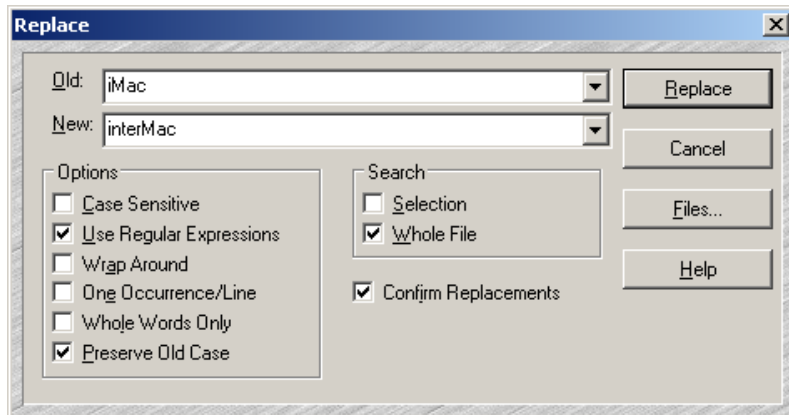 Replace
Old: iMac
Replace
New: interMac
Cancel
Options
Search
Case Sensitive
Selection
Files...
Use Regular Expressions
Whole File
Wrap Around
Help
One Occurrence/Line
Confirm Replacements
Whole Words Only
Preserve Old Case